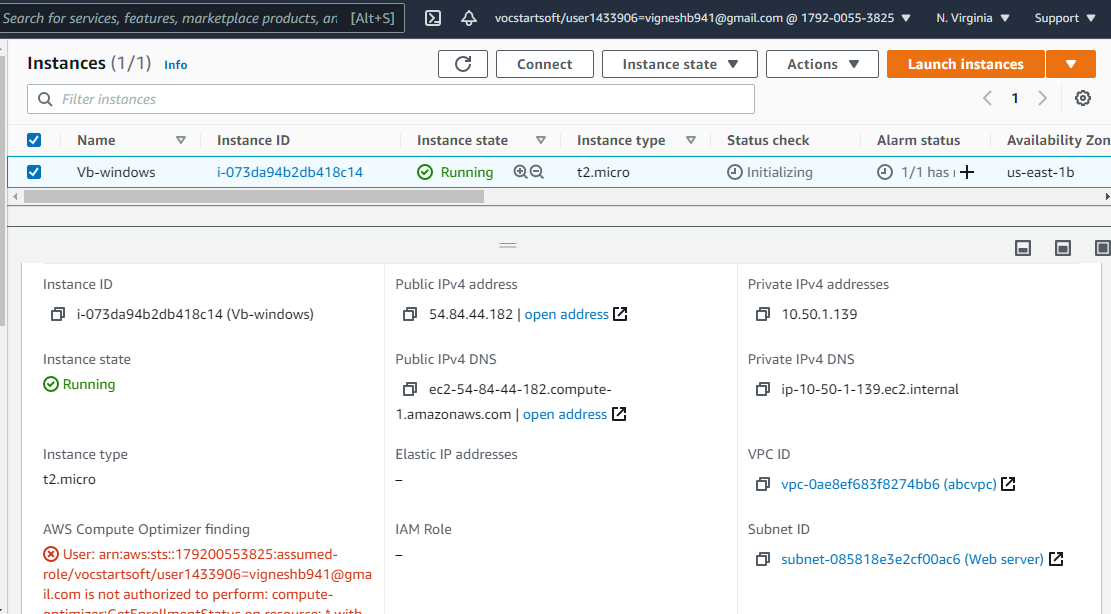 Search for services, features, marketplace products, an [Alt+S] vocstartsoft/user1433906=vigneshb941@gmail.com @ 1792-0055-3825 N. Virginia Support
Instances (1/1) Info Connect Instance state Actions Launch instances
Filter instances 1
Name Instance ID Instance state Instance type Status check Alarm status Availability Zon
Vb-windows i-073da94b2db418c14 Running t2.micro Initializing 1/1 has us-east-1b
Instance ID Public IPv4 address Private IPv4 addresses
i-073da94b2db418c14 (Vb-windows) 54.84.44.182 | open address 10.50.1.139
Instance state Public IPv4 DNS Private IPv4 DNS
Running ec2-54-84-44-182.compute- ip-10-50-1-139.ec2.internal
1.amazonaws.com | open address
Instance type Elastic IP addresses VPC ID
t2.micro – vpc-0ae8ef683f8274bb6 (abcvpc)
AWS Compute Optimizer finding IAM Role Subnet ID
User: arn:aws:sts::179200553825:assumed- – subnet-085818e3e2cf00ac6 (Web server)
role/vocstartsoft/user1433906=vigneshb941@gma
il.com is not authorized to perform: compute-
optimizer:GetEnrollmentStatus on resource: * with